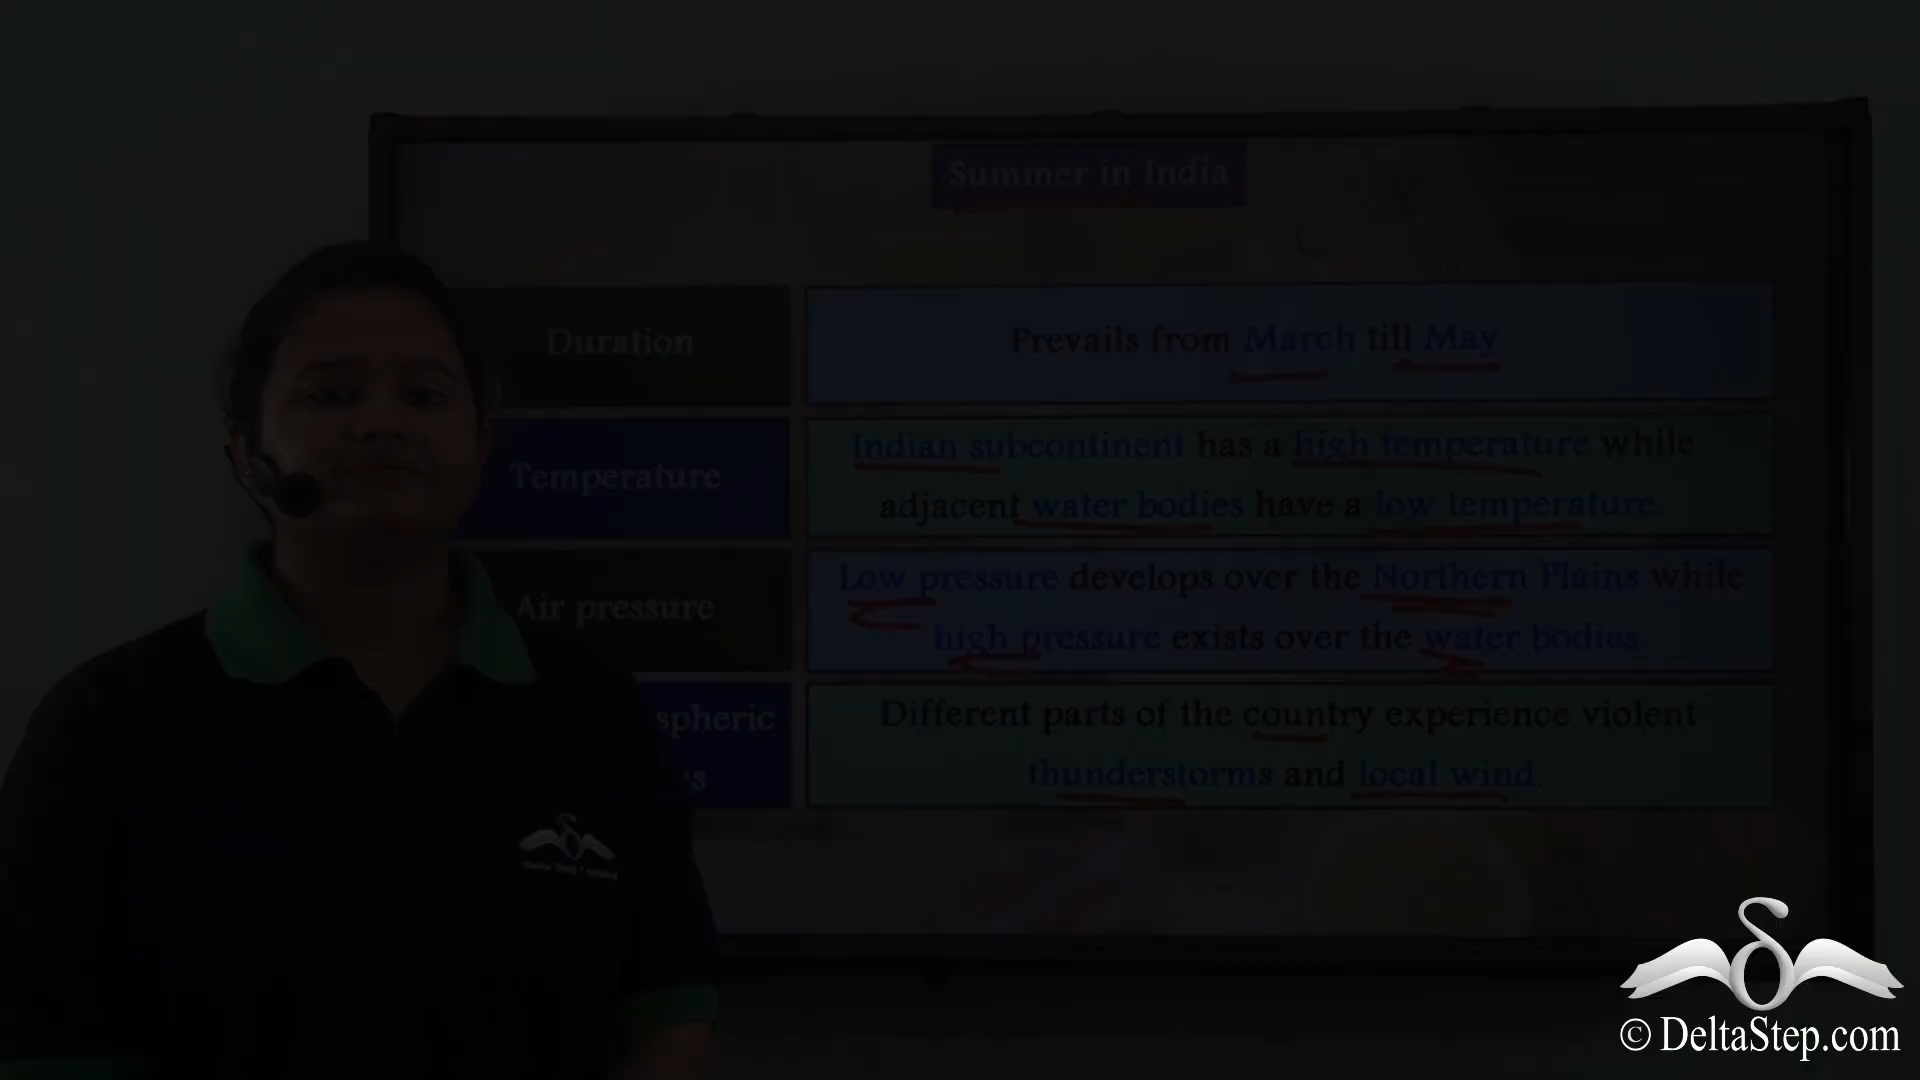 Summer in India
Duration
Prevails from March till May
Temperature
Indian subcontinent has a high temperature while
adjacent water bodies have a low temperature.
Air pressure
Low pressure develops over the Northern Plains while
high pressure exists over the water bodies.
spheric
Different parts of the country experience violent
thunderstorms and local wind.
© DeltaStep.com